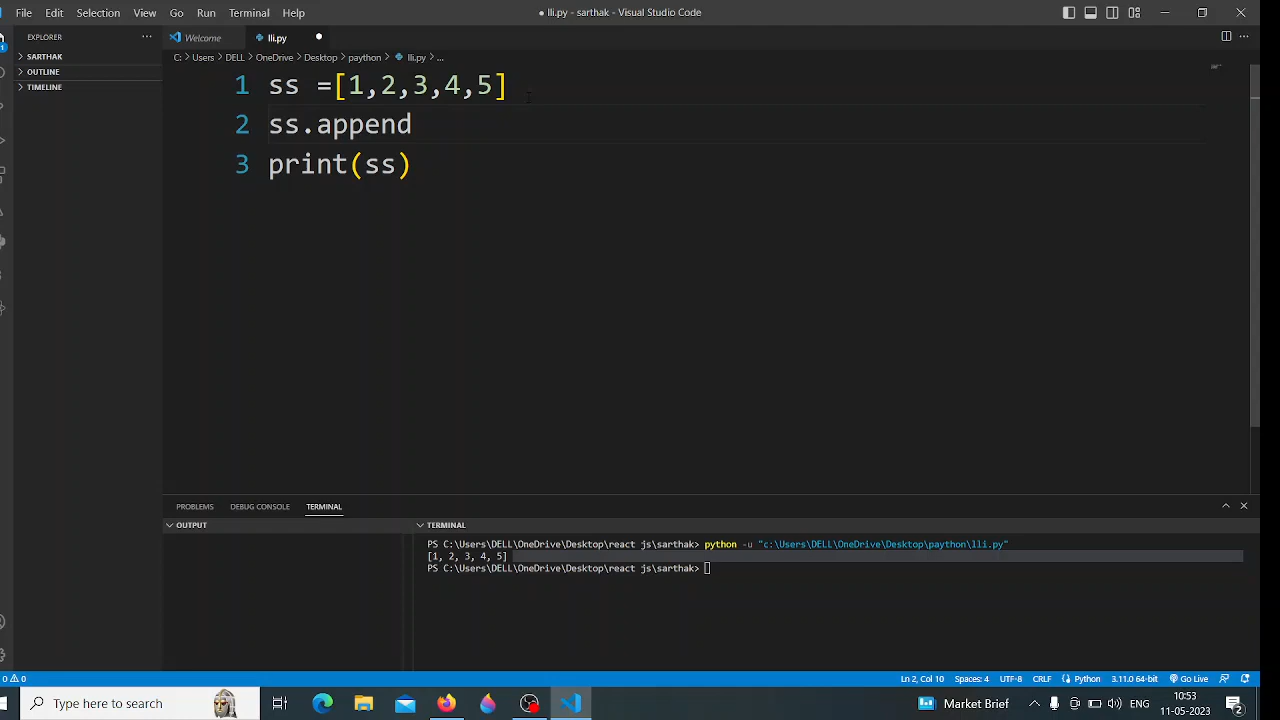 File Edit Selection View Go Run Terminal Help
● lli.py - sarthak - Visual Studio Code
EXPLORER
SARTHAK
OUTLINE
TIMELINE
Welcome
lli.py
C: > Users > DELL > OneDrive > Desktop > paython > lli.py > ...
1 ss =[1,2,3,4,5]
2 ss.append
3 print(ss)
PROBLEMS DEBUG CONSOLE TERMINAL
OUTPUT
TERMINAL
PS C:\Users\DELL\OneDrive\Desktop\react js\sarthak> python -u "c:\Users\DELL\OneDrive\Desktop\paython\lli.py"
[1, 2, 3, 4, 5]
PS C:\Users\DELL\OneDrive\Desktop\react js\sarthak>
0 0 Ln 2, Col 10 Spaces: 4 UTF-8 CRLF Python 3.11.0 64-bit Go Live
Type here to search
Market Brief
10:53
11-05-2023
2